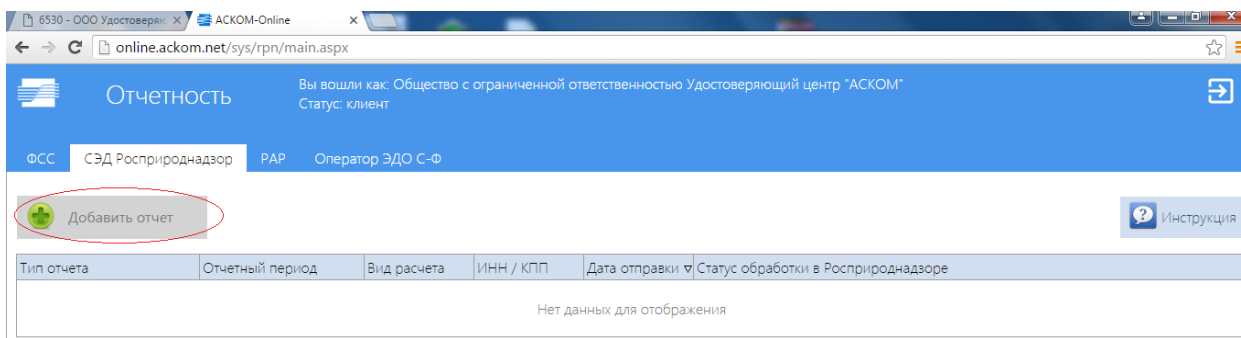 6530 - ООО Удостоверяю
АСКОМ-Online
online.ackom.net/sys/rpn/main.aspx
Отчетность
Вы вошли как: Общество с ограниченной ответственностью Удостоверяющий центр "АСКОМ"
Статус: клиент
ФСС СЭД Росприроднадзор РАР Оператор ЭДО С-Ф
Добавить отчет
Инструкция
Тип отчета Отчетный период Вид расчета ИНН / КПП Дата отправки Статус обработки в Росприроднадзоре
Нет данных для отображения